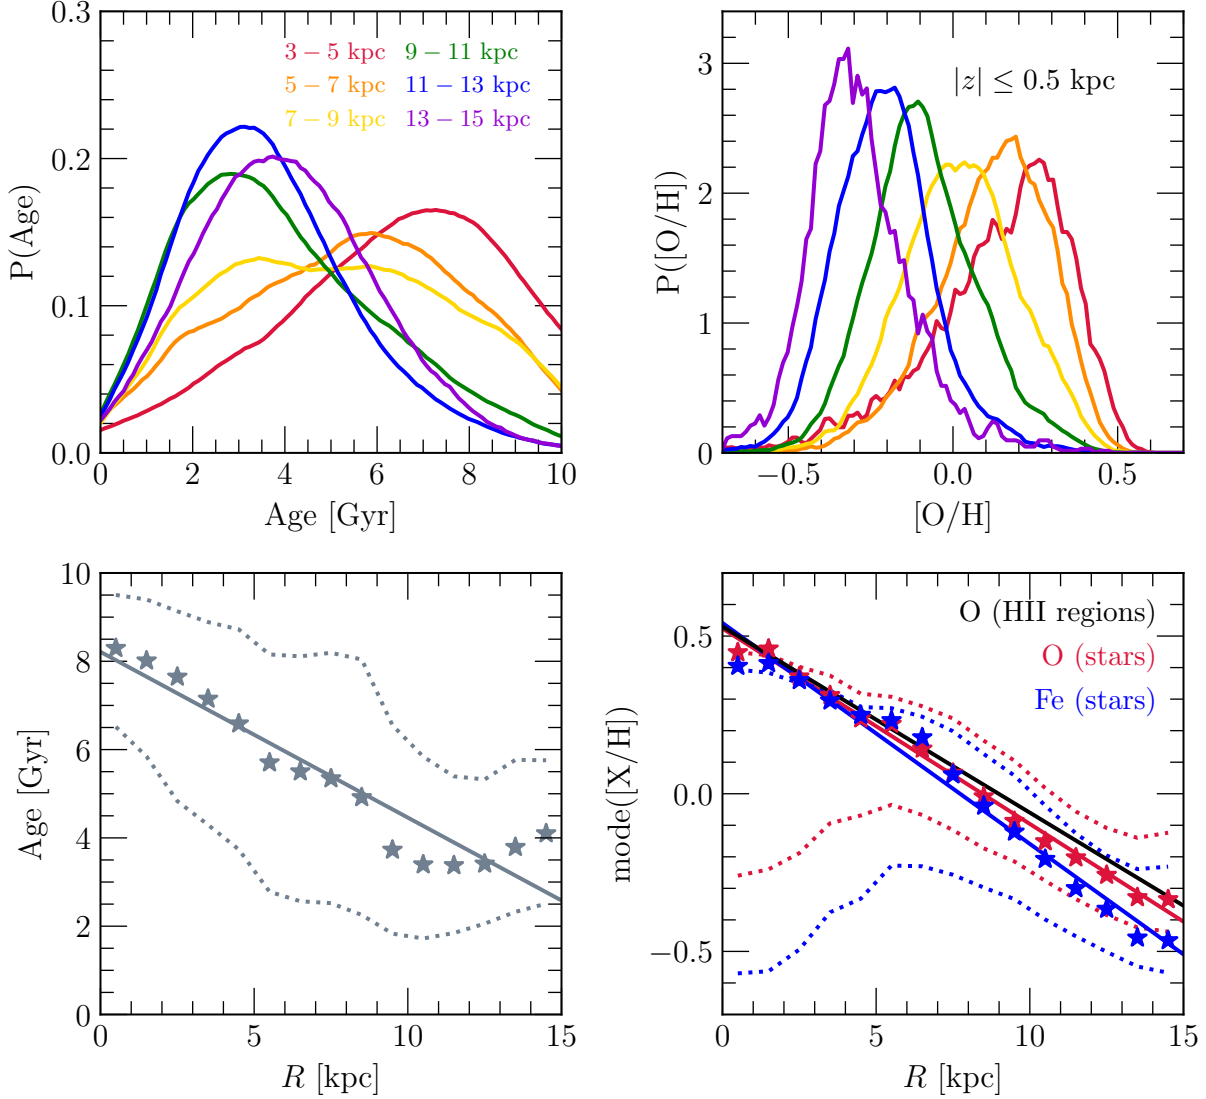 0.3
0.2
0.1
0.0
P(Age)
3 − 5 kpc 9 − 11 kpc
5 − 7 kpc 11 − 13 kpc
7 − 9 kpc 13 − 15 kpc
0 2 4 6 8 10
Age [Gyr]
3
2
1
0
P([O/H])
|z| ≤ 0.5 kpc
−0.5 0.0 0.5
[O/H]
10
8
6
4
2
0
Age [Gyr]
0 5 10 15
R [kpc]
0.5
0.0
−0.5
mode([X/H])
O (HII regions)
O (stars)
Fe (stars)
0 5 10 15
R [kpc]